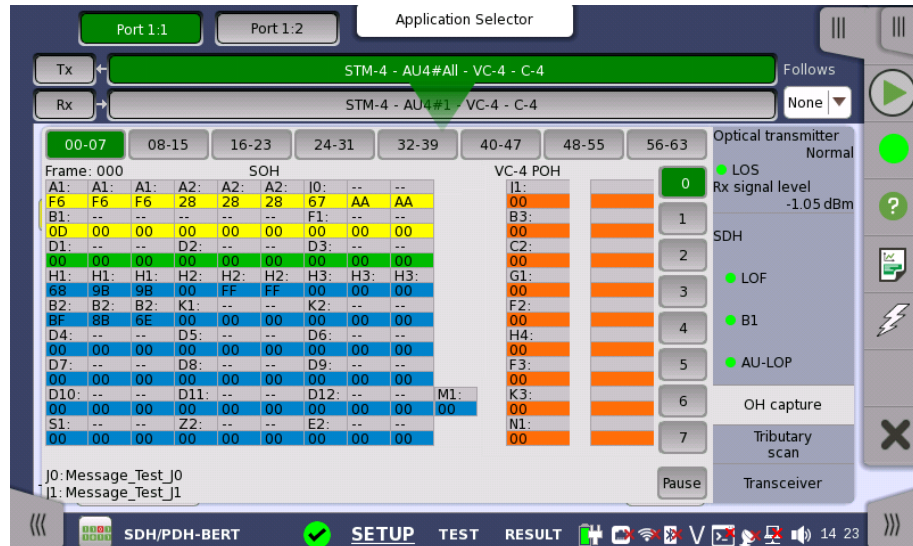 Application Selector
Port 1:1 Port 1:2
Tx STM-4 - AU4#All - VC-4 - C-4 Follows
Rx STM-4 - AU4#1 - VC-4 - C-4 None
00-07 08-15 16-23 24-31 32-39 40-47 48-55 56-63 Optical transmitter
Normal
Frame: 000 SOH VC-4 POH
LOS
A1: A1: A1: A2: A2: A2: J0: -- -- J1: 0 Rx signal level
F6 F6 F6 28 28 28 67 AA AA 00 -1.05 dBm
B1: -- -- -- -- -- F1: -- -- B3: 1
0D 00 00 00 00 00 00 00 00 00
D1: -- -- D2: -- -- D3: -- -- C2: 2 SDH
00 00 00 00 00 00 00 00 00 00
H1: H1: H1: H2: H2: H2: H3: H3: H3: G1: 3 LOF
68 9B 9B 00 FF FF 00 00 00 00
B2: B2: B2: K1: -- -- K2: -- -- F2: 4 B1
BF 8B 6E 00 00 00 00 00 00 00
D4: -- -- D5: -- -- D6: -- -- H4:
00 00 00 00 00 00 00 00 00 00
D7: -- -- D8: -- -- D9: -- -- F3: 5 AU-LOP
00 00 00 00 00 00 00 00 00 00
D10: -- -- D11: -- -- D12: -- -- M1: K3: 6 OH capture
00 00 00 00 00 00 00 00 00 00 00
S1: -- -- Z2: -- -- E2: -- -- N1: 7 Tributary
scan
00 00 00 00 00 00 00 00 00 00
J0: Message_Test_J0 Pause Transceiver
J1: Message_Test_J1
SDH/PDH-BERT SETUP TEST RESULT V 14 23